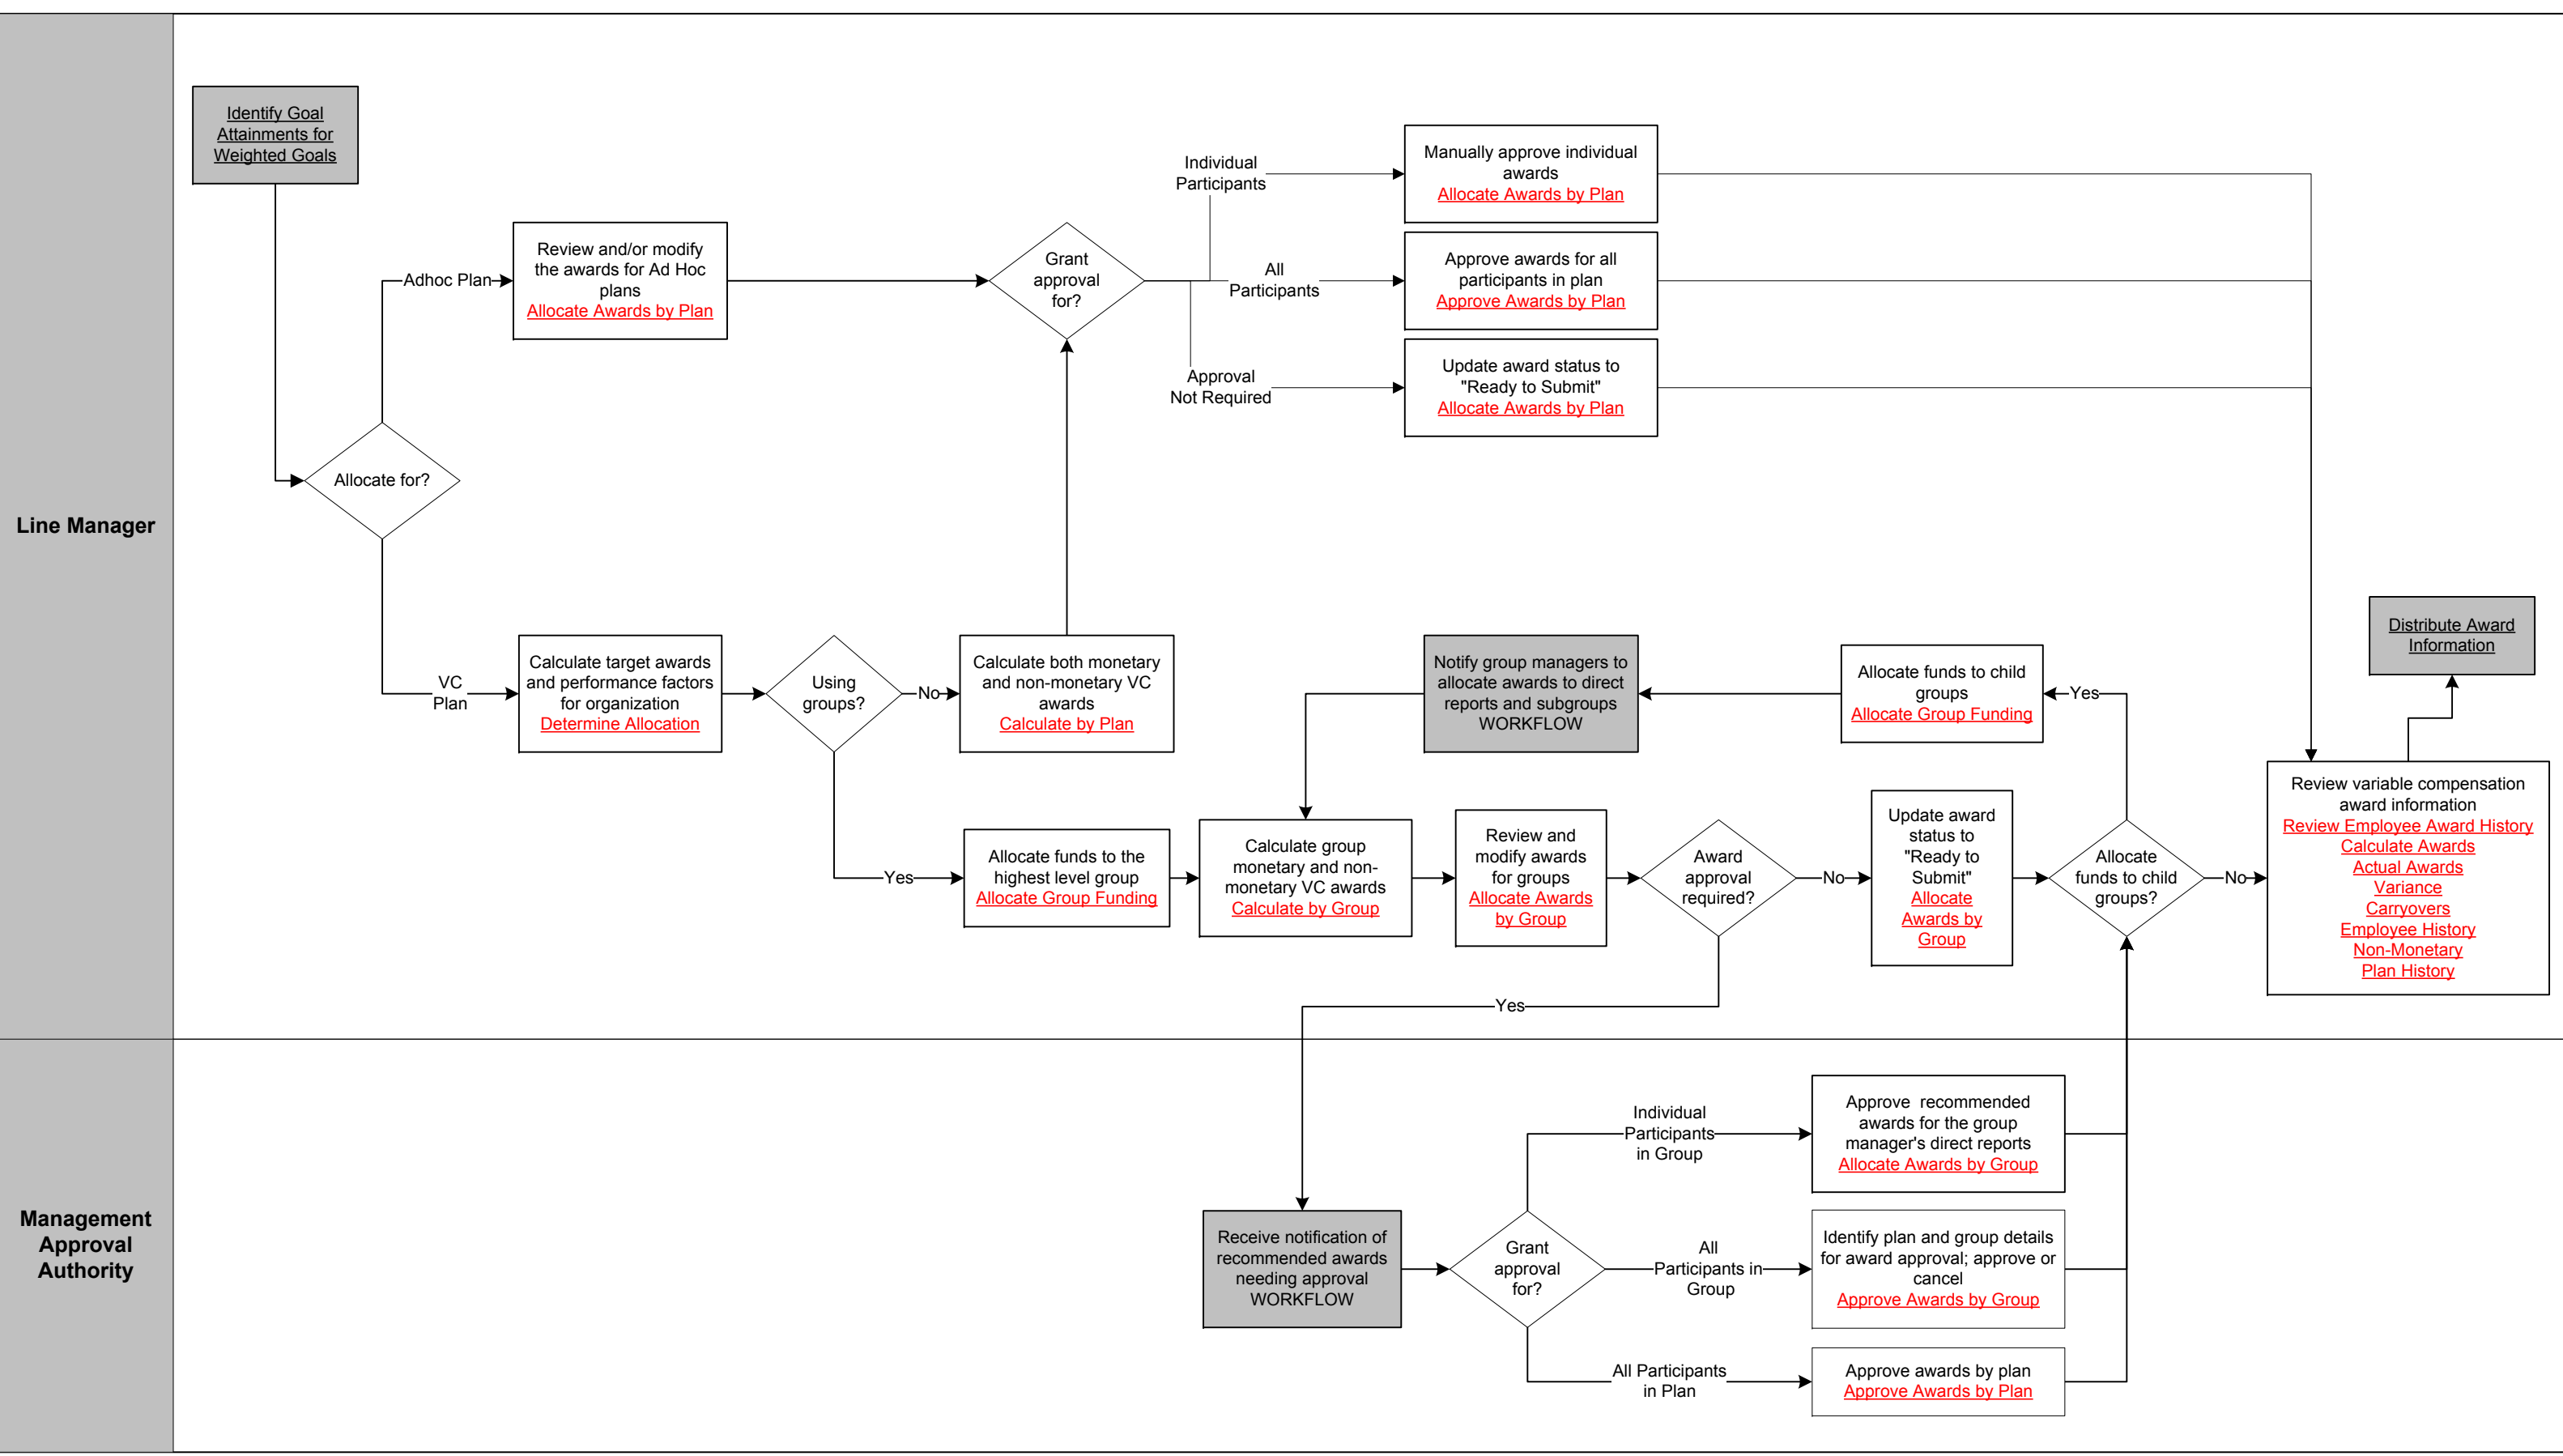 Line Manager
Identify Goal
Attainments for
Weighted Goals
Allocate for?
Adhoc Plan
Review and/or modify
the awards for Ad Hoc
plans
Allocate Awards by Plan
Grant
approval
for?
Individual
Participants
Manually approve individual
awards
Allocate Awards by Plan
All
Participants
Approve awards for all
participants in plan
Approve Awards by Plan
Approval
Not Required
Update award status to
"Ready to Submit"
Allocate Awards by Plan
VC
Plan
Calculate target awards
and performance factors
for organization
Determine Allocation
Using
groups?
No
Calculate both monetary
and non-monetary VC
awards
Calculate by Plan
Yes
Allocate funds to the
highest level group
Allocate Group Funding
Notify group managers to
allocate awards to direct
reports and subgroups
WORKFLOW
Calculate group
monetary and non-
monetary VC awards
Calculate by Group
Review and
modify awards
for groups
Allocate Awards
by Group
Award
approval
required?
No
Update award
status to
"Ready to
Submit"
Allocate
Awards by
Group
Allocate funds to child
groups
Allocate Group Funding
Yes
Allocate
funds to child
groups?
No
Distribute Award
Information
Review variable compensation
award information
Review Employee Award History
Calculate Awards
Actual Awards
Variance
Carryovers
Employee History
Non-Monetary
Plan History
Yes
Management
Approval
Authority
Receive notification of
recommended awards
needing approval
WORKFLOW
Grant
approval
for?
Individual
Participants
in Group
Approve recommended
awards for the group
manager's direct reports
Allocate Awards by Group
All
Participants in
Group
Identify plan and group details
for award approval; approve or
cancel
Approve Awards by Group
All Participants
in Plan
Approve awards by plan
Approve Awards by Plan